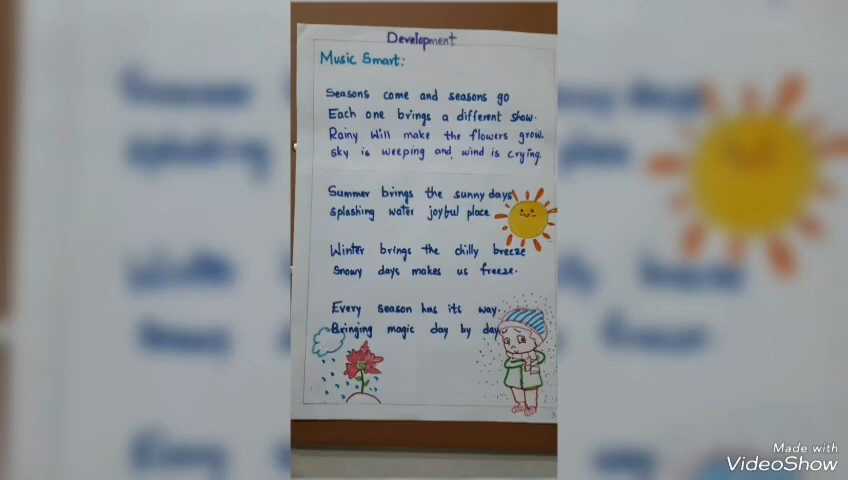 Development
Music Smart:
Seasons come and seasons go
Each one brings a different show.
Rainy will make the flowers grow.
Sky is weeping and wind is crying.
Summer brings the sunny days
splashing water joyful place
Winter brings the chilly breeze
Snowy days makes us freeze.
Every season has its way.
Bringing magic day by day
Made with
VideoShow